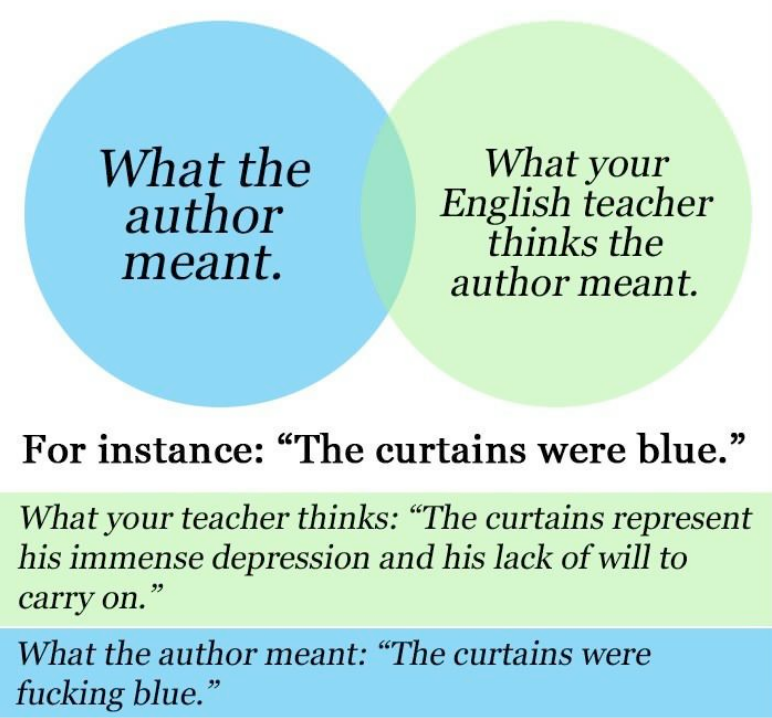 What the
author
meant.
What your
English teacher
thinks the
author meant.
For instance: “The curtains were blue.”
What your teacher thinks: “The curtains represent
his immense depression and his lack of will to
carry on.”
What the author meant: “The curtains were
fucking blue.”